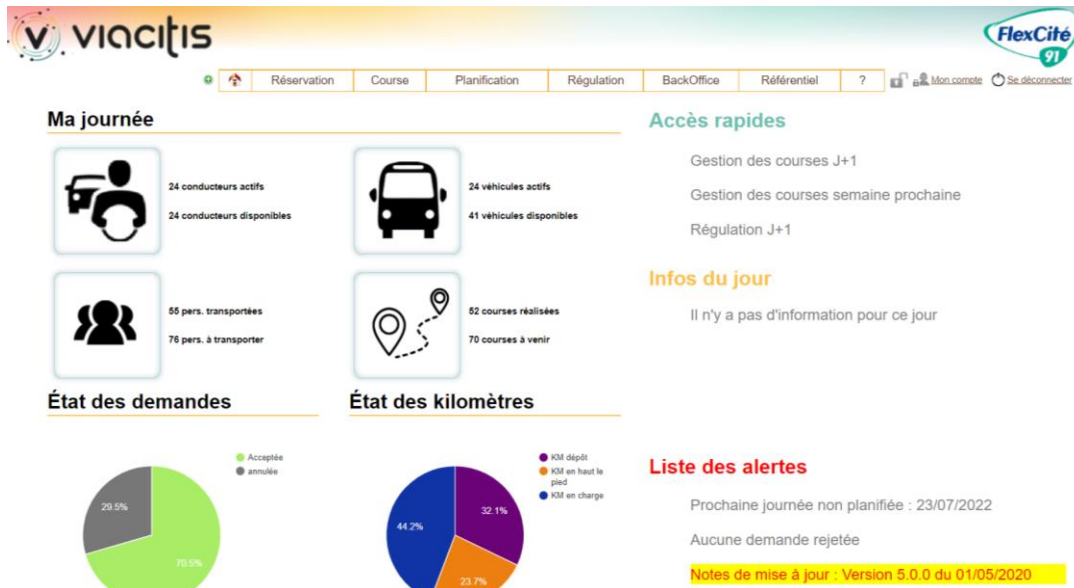 viacitis
FlexCité
91
Réservation Course Planification Régulation BackOffice Référentiel ? Mon compte Se déconnecter
Ma journée
24 conducteurs actifs
24 conducteurs disponibles
24 véhicules actifs
41 véhicules disponibles
55 pers. transportées
76 pers. à transporter
52 courses réalisées
70 courses à venir
Accès rapides
Gestion des courses J+1
Gestion des courses semaine prochaine
Régulation J+1
Infos du jour
Il n'y a pas d'information pour ce jour
État des demandes
Acceptée
annulée
29.5%
70.5%
État des kilomètres
KM dépôt
KM en haut le
pied
KM en charge
32.1%
44.2%
23.7%
Liste des alertes
Prochaine journée non planifiée : 23/07/2022
Aucune demande rejetée
Notes de mise à jour : Version 5.0.0 du 01/05/2020